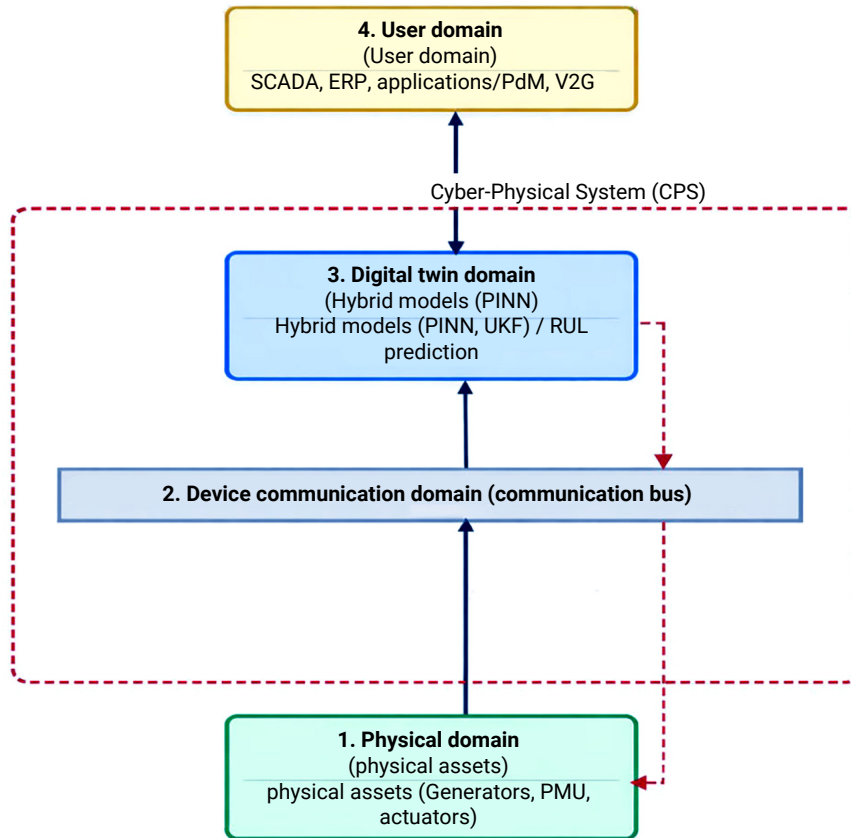 4. User domain
(User domain)
SCADA, ERP, applications/PdM, V2G
Cyber-Physical System (CPS)
3. Digital twin domain
(Hybrid models (PINN)
Hybrid models (PINN, UKF) / RUL
prediction
2. Device communication domain (communication bus)
1. Physical domain
(physical assets)
physical assets (Generators, PMU,
actuators)